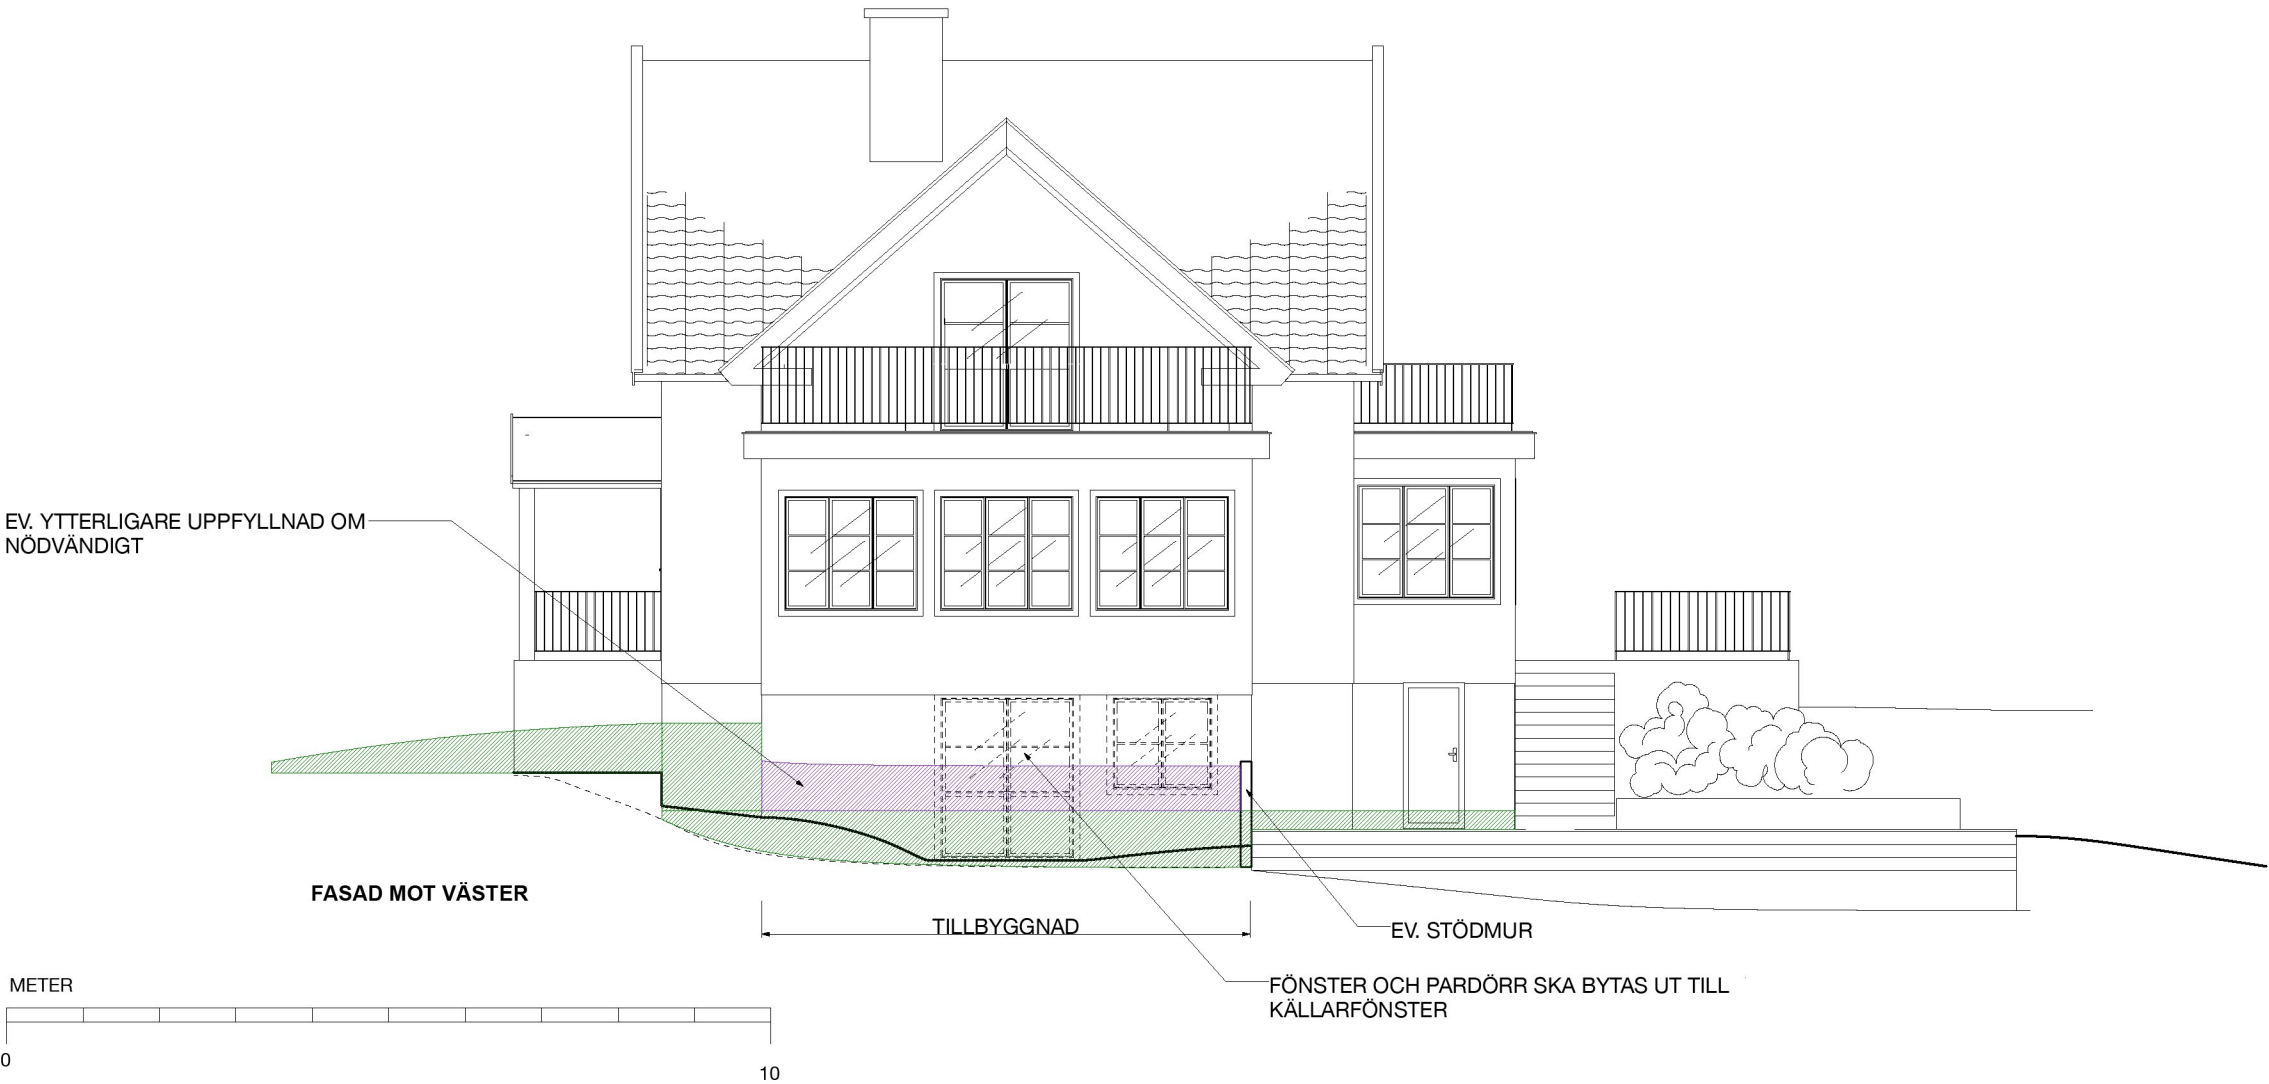 EV. YTTERLIGARE UPPFYLLNAD OM
NÖDVÄNDIGT
FASAD MOT VÄSTER
TILLBYGGNAD
EV. STÖDMUR
FÖNSTER OCH PARDÖRR SKA BYTAS UT TILL
KÄLLARFÖNSTER
METER
0
10